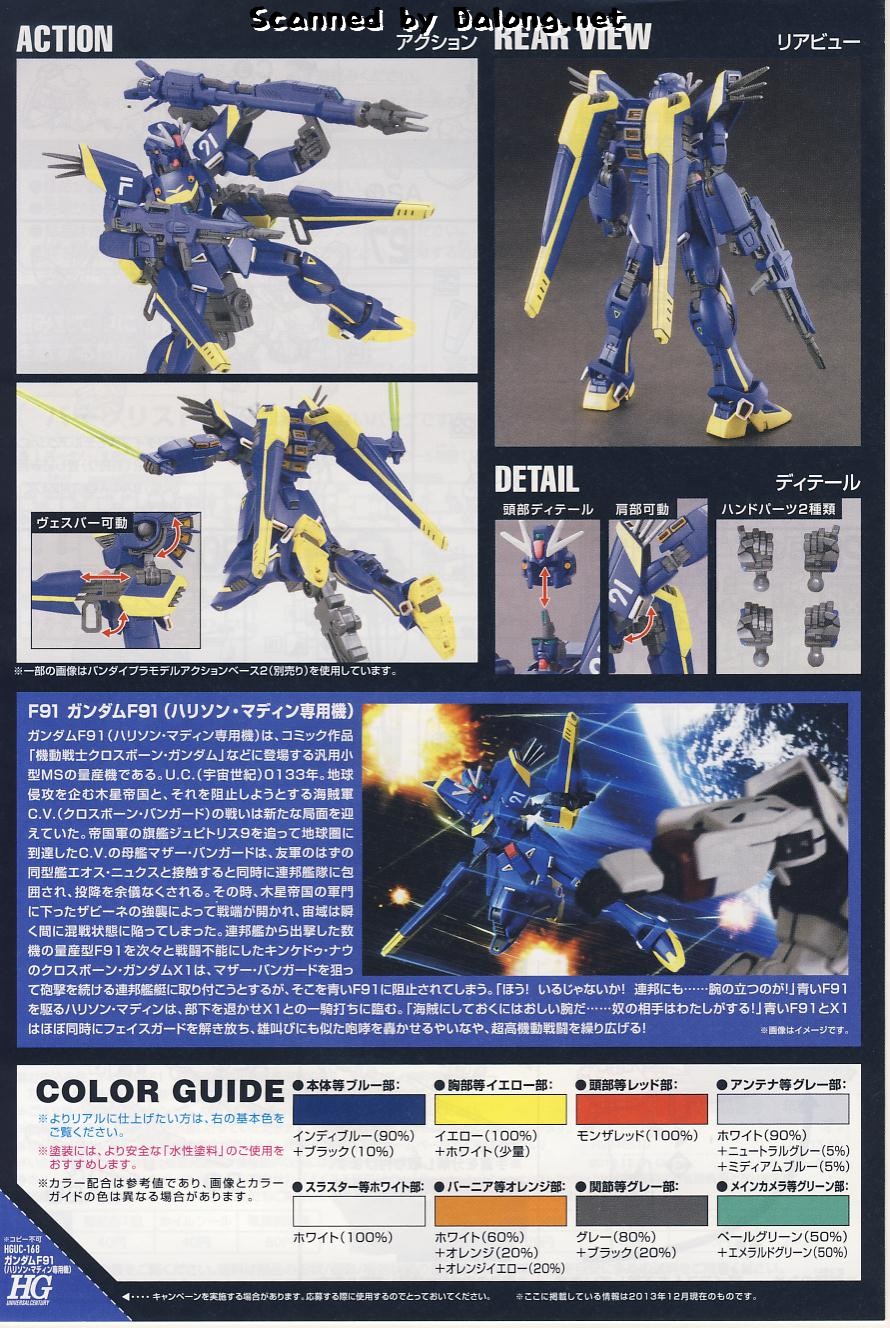 Scanned by Dalong.net
ACTION
アクション
REAR VIEW
リアビュー
F
91
ヴェスバー可動
※一部の画像はバンダイプラモデルアクションベース2(別売り)を使用しています。
DETAIL
ディテール
頭部ディテール
肩部可動
ハンドパーツ2種類
91
F91 ガンダムF91(ハリソン・マディン専用機)
ガンダムF91(ハリソン・マディン専用機)は、コミック作品
「機動戦士クロスボーン・ガンダム」などに登場する汎用小
型MSの量産機である。U.C.(宇宙世紀)0133年。地球
侵攻を企む木星帝国と、それを阻止しようとする海賊軍
C.V.(クロスボーン・バンガード)の戦いは新たな局面を迎
えていた。帝国軍の旗艦ジュピトリス9を追って地球圏に
到達したC.V.の母艦マザー・バンガードは、友軍のはずの
同型艦エオス・ニュクスと接触すると同時に連邦艦隊に包
囲され、投降を余儀なくされる。その時、木星帝国の軍門
に下ったザビーネの強襲によって戦端が開かれ、宙域は瞬
く間に混戦状態に陥ってしまった。連邦艦から出撃した数
機の量産型F91を次々と戦闘不能にしたキンケドゥ・ナウ
のクロスボーン・ガンダムX1は、マザー・バンガードを狙っ
て砲撃を続ける連邦艦艇に取り付こうとするが、そこを青いF91に阻止されてしまう。「ほう! いるじゃないか! 連邦にも……腕の立つのが!」青いF91
を駆るハリソン・マディンは、部下を退かせX1との一騎打ちに臨む。「海賊にしておくにはおしい腕だ……奴の相手はわたしがする!」青いF91とX1
はほぼ同時にフェイスガードを解き放ち、雄叫びにも似た咆哮を轟かせるやいなや、超高機動戦闘を繰り広げる!
※画像はイメージです。
91
COLOR GUIDE
※よりリアルに仕上げたい方は、右の基本色を
ご覧ください。
※塗装には、より安全な「水性塗料」のご使用を
おすすめします。
※カラー配合は参考値であり、画像とカラー
ガイドの色は異なる場合があります。
●本体等ブルー部:
インディブルー(90%)
+ブラック(10%)
●胸部等イエロー部:
イエロー(100%)
+ホワイト(少量)
●頭部等レッド部:
モンザレッド(100%)
●アンテナ等グレー部:
ホワイト(90%)
+ニュートラルグレー(5%)
+ミディアムブルー(5%)
●スラスター等ホワイト部:
ホワイト(100%)
●バーニア等オレンジ部:
ホワイト(60%)
+オレンジ(20%)
+オレンジイエロー(20%)
●関節等グレー部:
グレー(80%)
+ブラック(20%)
●メインカメラ等グリーン部:
ペールグリーン(50%)
+エメラルドグリーン(50%)
※コピー不可
HGUC-168
ガンダムF91
(ハリソン・マディン専用機)
HG
UNIVERSAL CENTURY
◀・・・・キャンペーンを実施する場合があります。応募する際に使用するのでとっておいてください。
※ここに掲載している情報は2013年12月現在のものです。